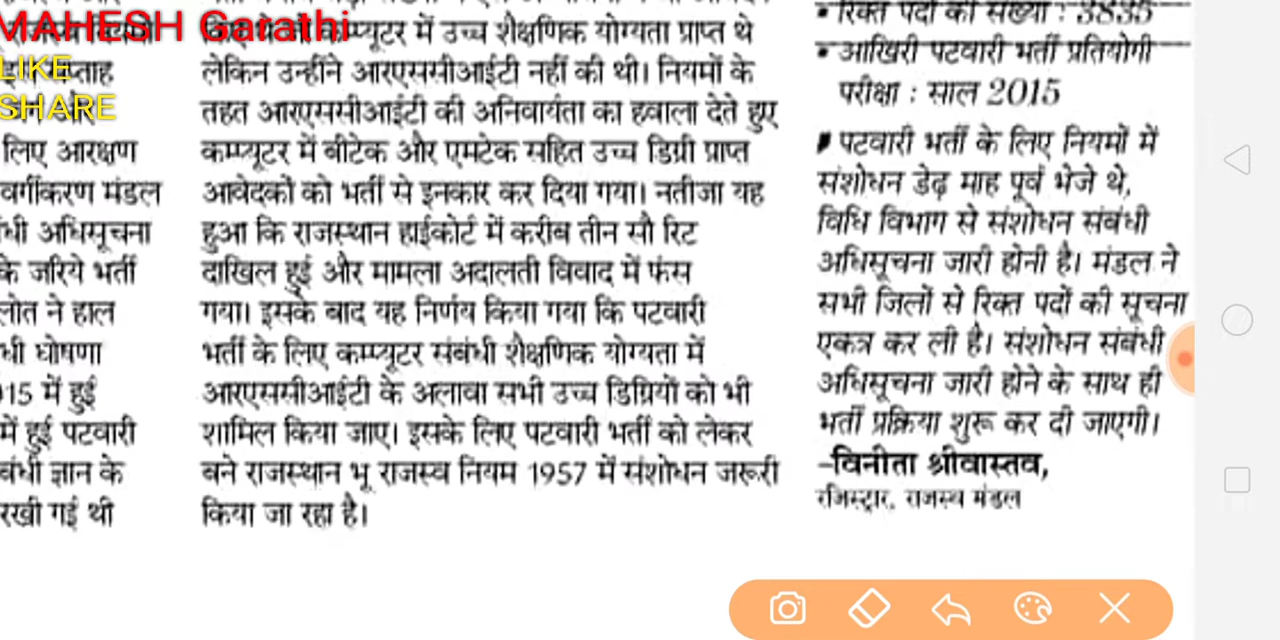 MAHESH Garathi
LIKE
SHARE
लिए आरक्षण
वर्गीकरण मंडल
अधिसूचना
के जरिये भर्ती
ने हाल
घोषणा
15 में हुई
में हुई पटवारी
ज्ञान के
रखी गई थी
कम्प्यूटर में उच्च शैक्षणिक योग्यता प्राप्त थे
लेकिन उन्होंने आरएससीआईटी नहीं की थी। नियमों के
तहत आरएससीआईटी की अनिवार्यता का हवाला देते हुए
कम्प्यूटर में बीटेक और एमटेक सहित उच्च डिग्री प्राप्त
आवेदकों को भर्ती से इनकार कर दिया गया। नतीजा यह
हुआ कि राजस्थान हाईकोर्ट में करीब तीन सौ रिट
दाखिल हुई और मामला अदालती विवाद में फंस
गया। इसके बाद यह निर्णय किया गया कि पटवारी
भर्ती के लिए कम्प्यूटर संबंधी शैक्षणिक योग्यता में
आरएससीआईटी के अलावा सभी उच्च डिग्रियों को भी
शामिल किया जाए। इसके लिए पटवारी भर्ती को लेकर
बने राजस्थान भू राजस्व नियम 1957 में संशोधन जरूरी
किया जा रहा है।
• रिक्त पदों की संख्या : 3835
• आखिरी पटवारी भर्ती प्रतियोगी
परीक्षा : साल 2015
पटवारी भर्ती के लिए नियमों में
संशोधन डेढ़ माह पूर्व भेजे थे,
विधि विभाग से संशोधन संबंधी
अधिसूचना जारी होनी है। मंडल ने
सभी जिलों से रिक्त पदों की सूचना
एकत्र कर ली है। संशोधन संबंधी
अधिसूचना जारी होने के साथ ही
भर्ती प्रक्रिया शुरू कर दी जाएगी।
-विनीता श्रीवास्तव,
रजिस्ट्रार, राजस्व मंडल